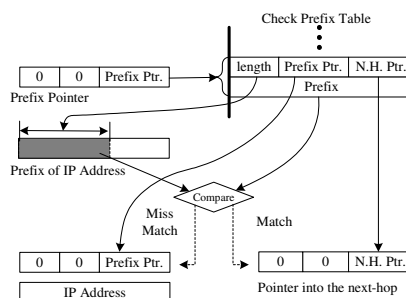 Check Prefix Table
length Prefix Ptr. N.H. Ptr.
0 0 Prefix Ptr.
Prefix
Prefix Pointer
Prefix of IP Address
Compare
Miss Match
Match
0 0 Prefix Ptr.
0 0 N.H. Ptr.
IP Address
Pointer into the next-hop